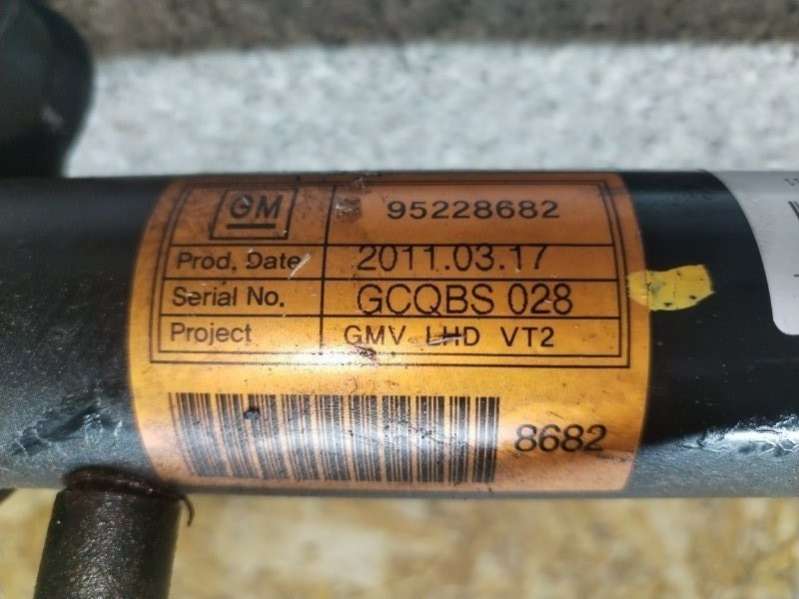 GM 95228682
Prod. Date 2011.03.17
Serial No. GCQBS 028
Project GMV LHD VT2
8682